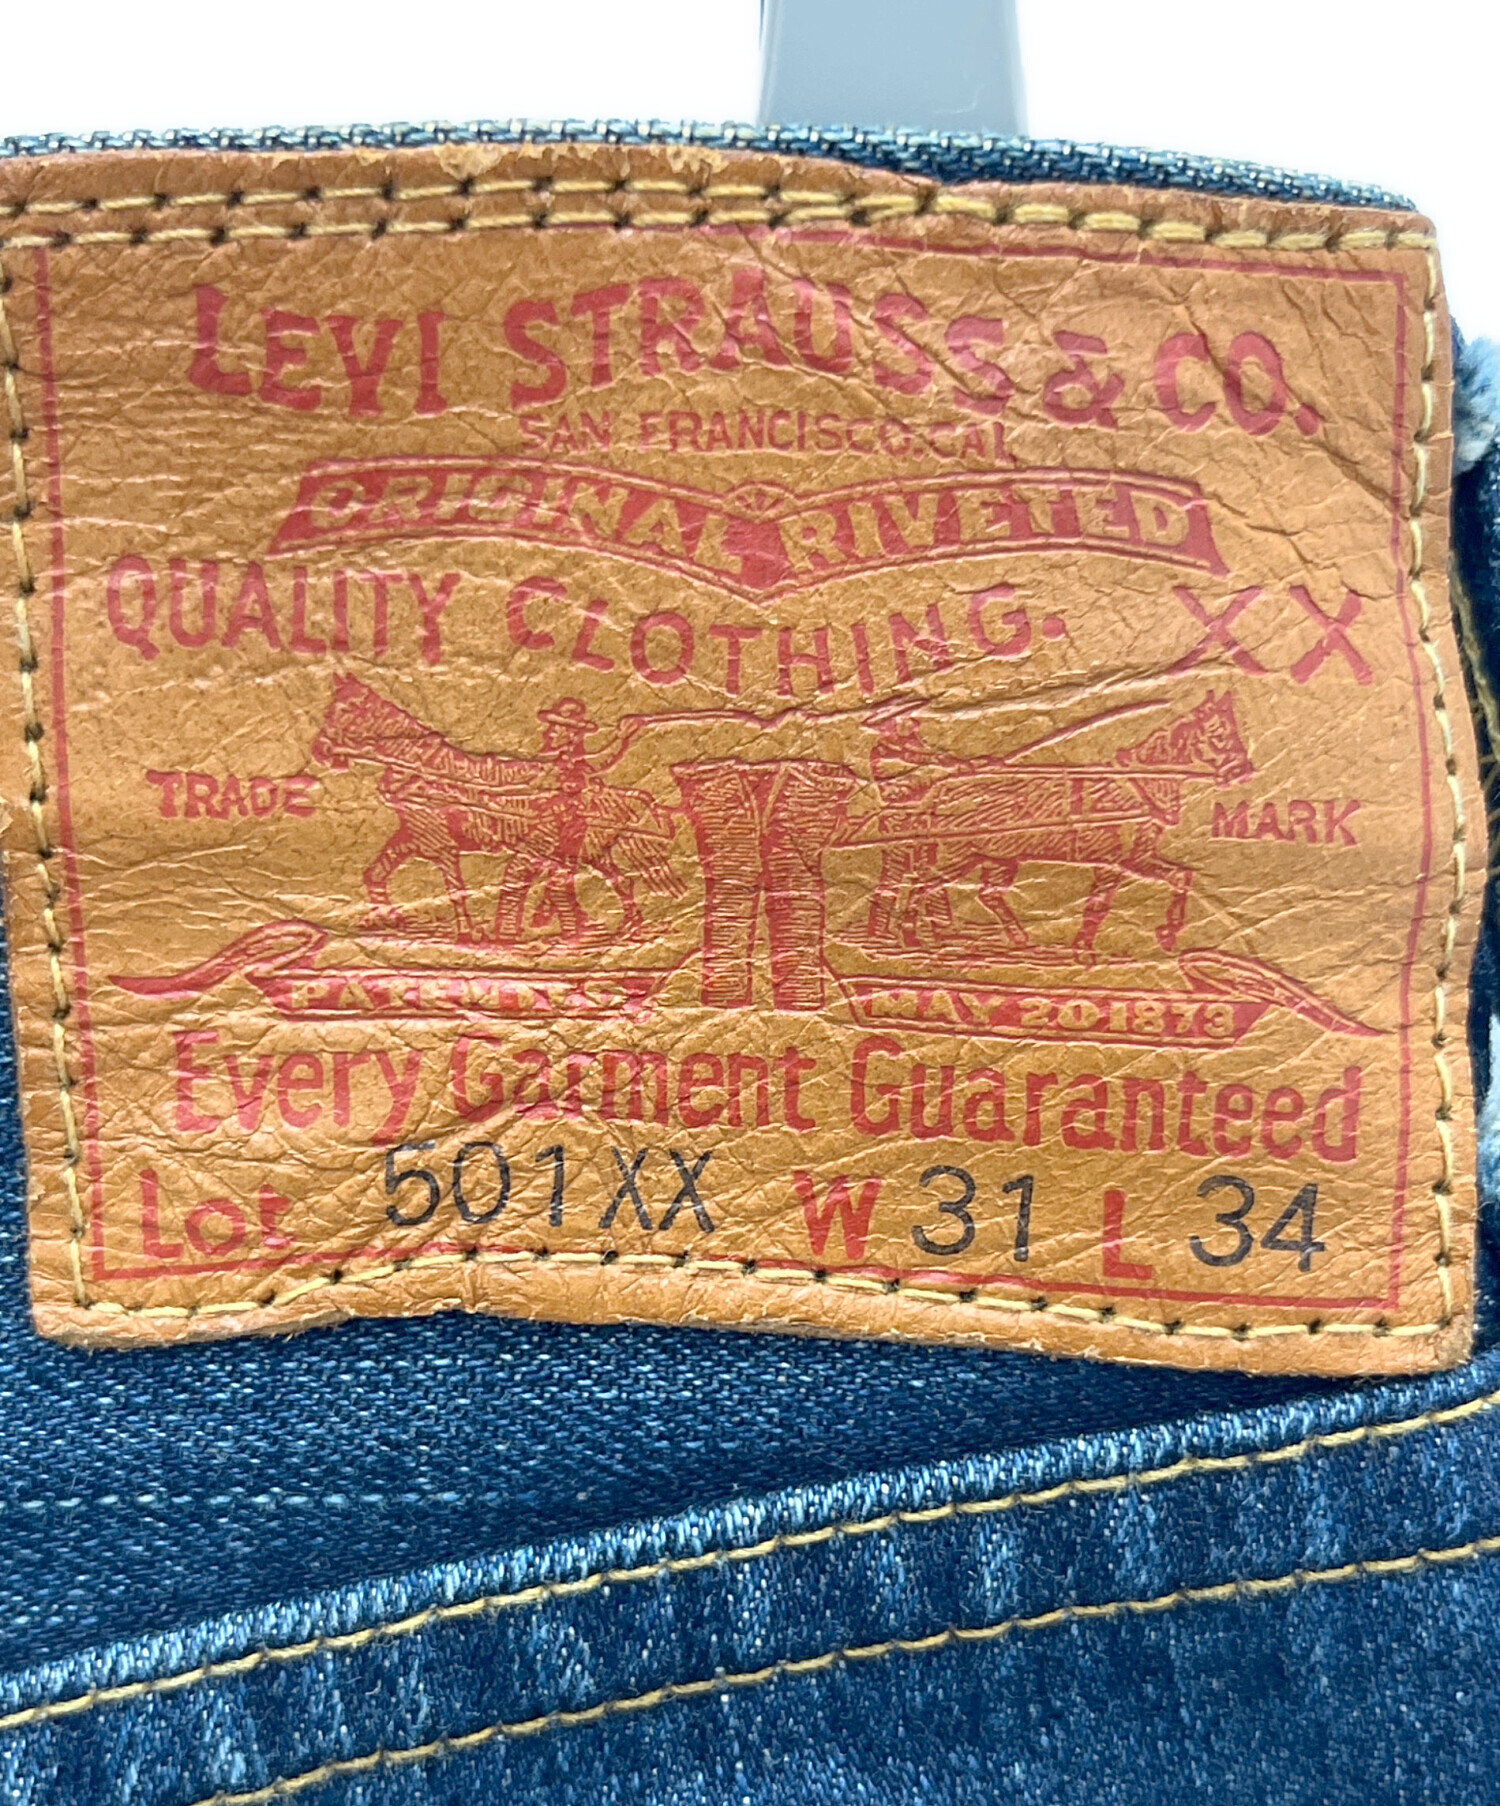 LEVI STRAUSS & CO.
SAN FRANCISCO. CAL
ORIGINAL RIVETED
QUALITY CLOTHING. XX
TRADE MARK
PATENTED MAY 20 1873
Every Garment Guaranteed
Lot 501XX W 31 L 34